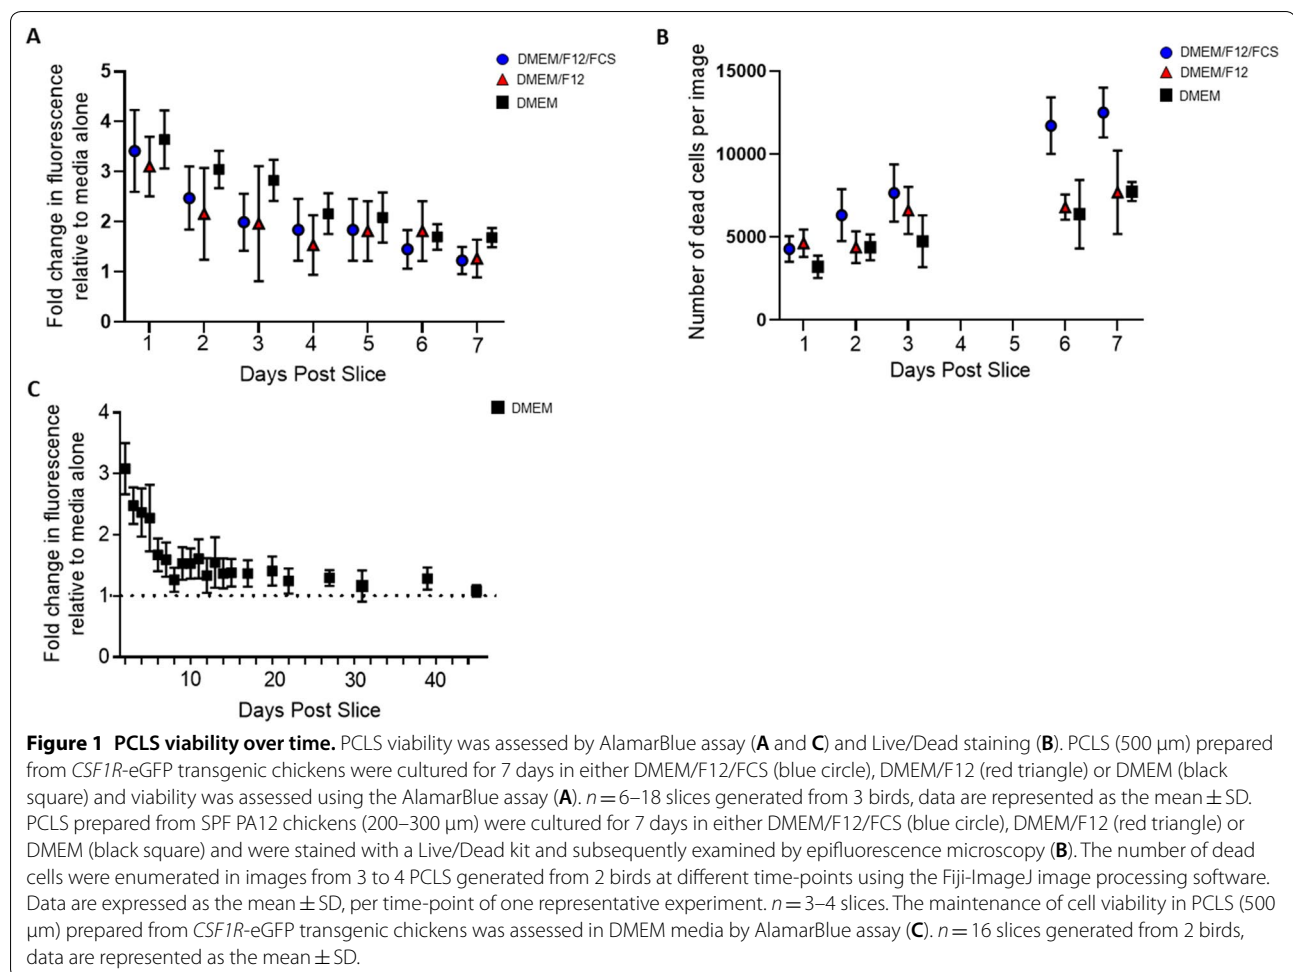 A
DMEM/F12/FCS
DMEM/F12
DMEM
Fold change in fluorescence
relative to media alone
5
4
3
2
1
0
1 2 3 4 5 6 7
Days Post Slice
B
DMEM/F12/FCS
DMEM/F12
DMEM
Number of dead cells per image
15000
10000
5000
0
1 2 3 4 5 6 7
Days Post Slice
C
DMEM
Fold change in fluorescence
relative to media alone
4
3
2
1
0
10 20 30 40
Days Post Slice
Figure 1 PCLS viability over time. PCLS viability was assessed by AlamarBlue assay (A and C) and Live/Dead staining (B). PCLS (500 µm) prepared
from CSF1R-eGFP transgenic chickens were cultured for 7 days in either DMEM/F12/FCS (blue circle), DMEM/F12 (red triangle) or DMEM (black
square) and viability was assessed using the AlamarBlue assay (A). n = 6–18 slices generated from 3 birds, data are represented as the mean ± SD.
PCLS prepared from SPF PA12 chickens (200–300 µm) were cultured for 7 days in either DMEM/F12/FCS (blue circle), DMEM/F12 (red triangle) or
DMEM (black square) and were stained with a Live/Dead kit and subsequently examined by epifluorescence microscopy (B). The number of dead
cells were enumerated in images from 3 to 4 PCLS generated from 2 birds at different time-points using the Fiji-ImageJ image processing software.
Data are expressed as the mean ± SD, per time-point of one representative experiment. n = 3–4 slices. The maintenance of cell viability in PCLS (500
µm) prepared from CSF1R-eGFP transgenic chickens was assessed in DMEM media by AlamarBlue assay (C). n = 16 slices generated from 2 birds,
data are represented as the mean ± SD.